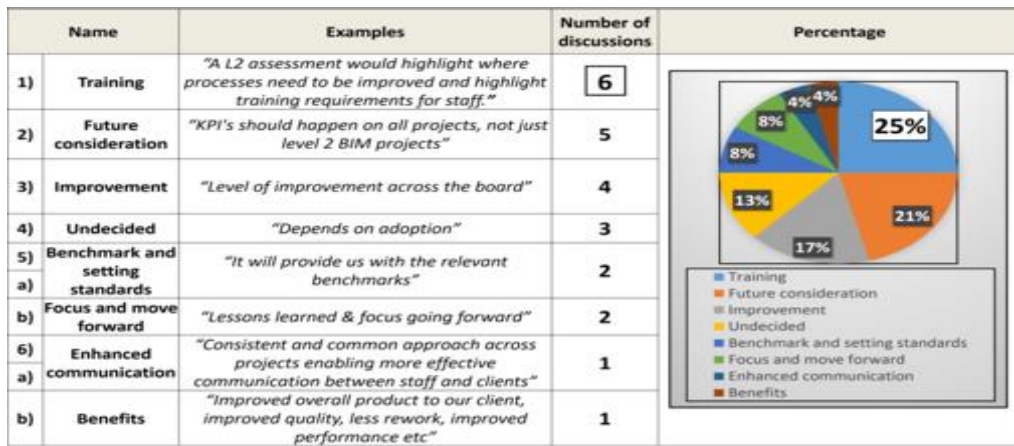 Name Examples Number of discussions Percentage
1) Training “A L2 assessment would highlight where
processes need to be improved and highlight
training requirements for staff.” 6
2) Future consideration “KPI's should happen on all projects, not just
level 2 BIM projects” 5
3) Improvement “Level of improvement across the board” 4
4) Undecided “Depends on adoption” 3
5) a) Benchmark and setting standards “It will provide us with the relevant
benchmarks” 2
b) Focus and move forward “Lessons learned & focus going forward” 2
6) a) Enhanced communication “Consistent and common approach across
projects enabling more effective
communication between staff and clients” 1
b) Benefits “Improved overall product to our client,
improved quality, less rework, improved
performance etc” 1
25%
21%
17%
13%
8%
8%
4%
4%
Training
Future consideration
Improvement
Undecided
Benchmark and setting standards
Focus and move forward
Enhanced communication
Benefits